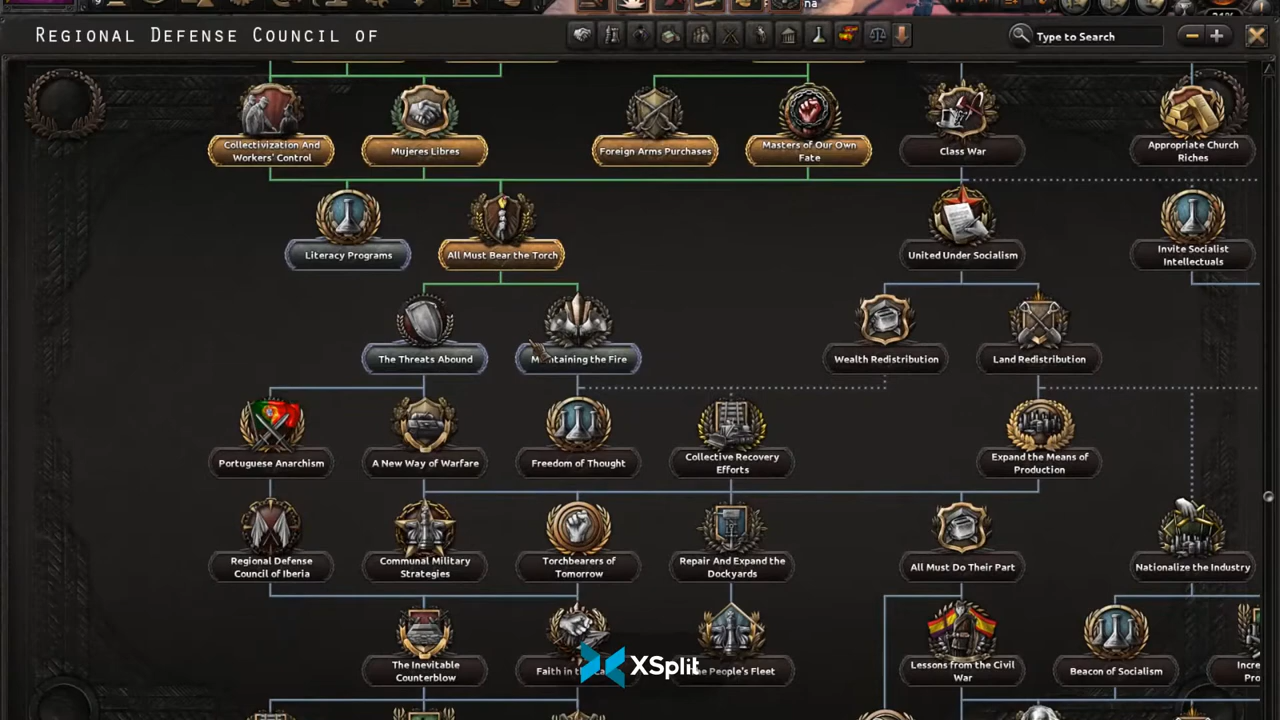 REGIONAL DEFENSE COUNCIL OF
Type to Search
Collectivization And
Workers' Control
Mujeres Libres
Foreign Arms Purchases
Masters of Our Own
Fate
Class War
Appropriate Church
Riches
Literacy Programs
All Must Bear the Torch
United Under Socialism
Invite Socialist
Intellectuals
The Threats Abound
the Fire
Wealth Redistribution
Land Redistribution
Portuguese Anarchism
A New Way of Warfare
Freedom of Thought
Collective Recovery
Efforts
Expand the Means of
Production
Regional Defense
Council of Iberia
Communal Military
Strategies
Torchbearers of
Tomorrow
Repair And Expand the
Dockyards
All Must Do Their Part
Nationalize the Industry
The Inevitable
Counterblow
Faith in
People's Fleet
Lessons from the Civil
War
Beacon of Socialism
XSplit